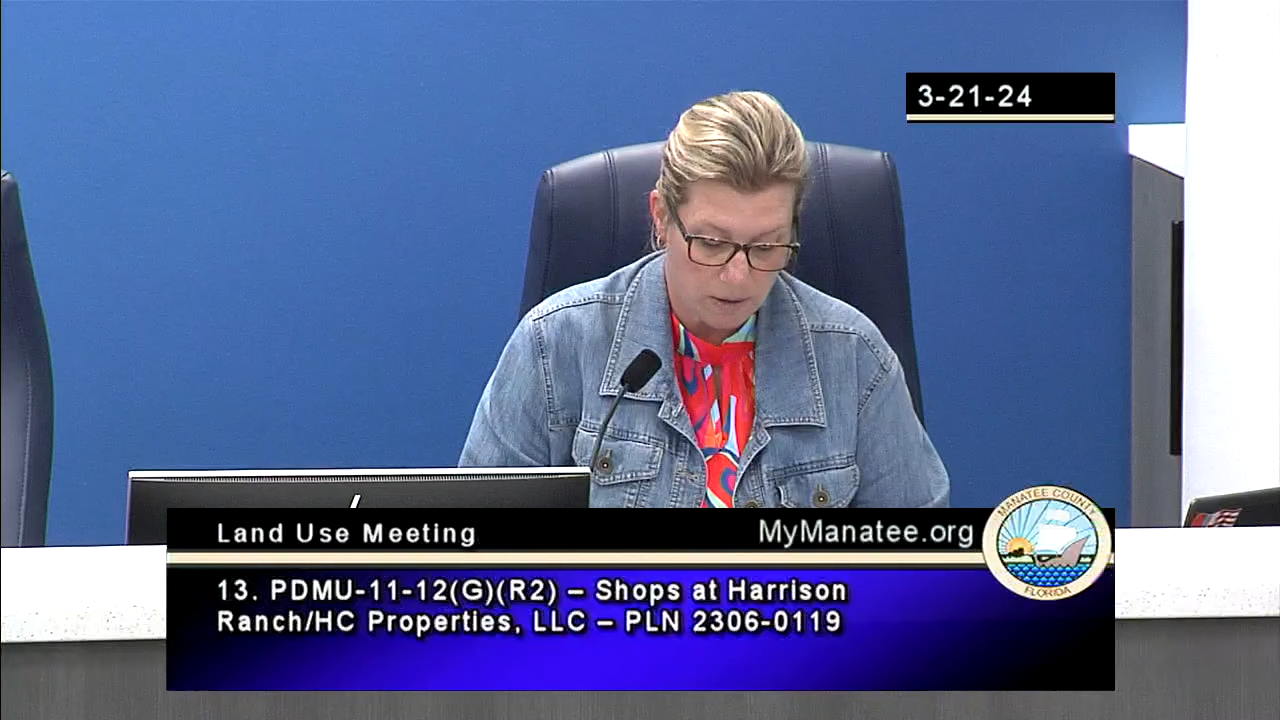 3-21-24
Land Use Meeting
MyManatee.org
MANATEE COUNTY
FLORIDA
13. PDMU-11-12(G)(R2) – Shops at Harrison
Ranch/HC Properties, LLC – PLN 2306-0119